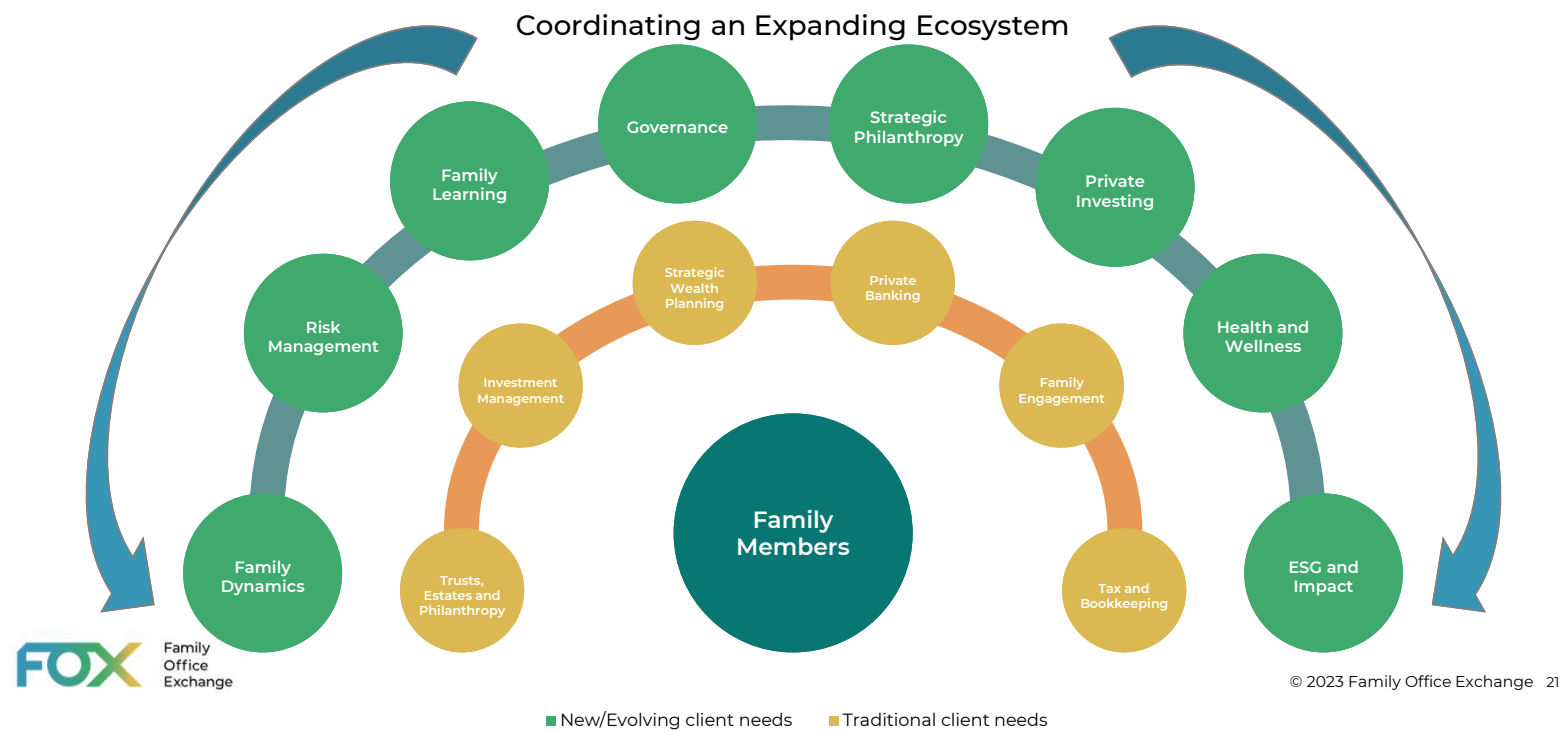 Coordinating an Expanding Ecosystem
Governance
Strategic
Philanthropy
Family
Learning
Private
Investing
Risk
Management
Health and
Wellness
Family
Dynamics
ESG and
Impact
Strategic
Wealth
Planning
Private
Banking
Investment
Management
Family
Engagement
Trusts,
Estates and
Philanthropy
Tax and
Bookkeeping
Family
Members
FOX
Family
Office
Exchange
© 2023 Family Office Exchange 21
New/Evolving client needs
Traditional client needs